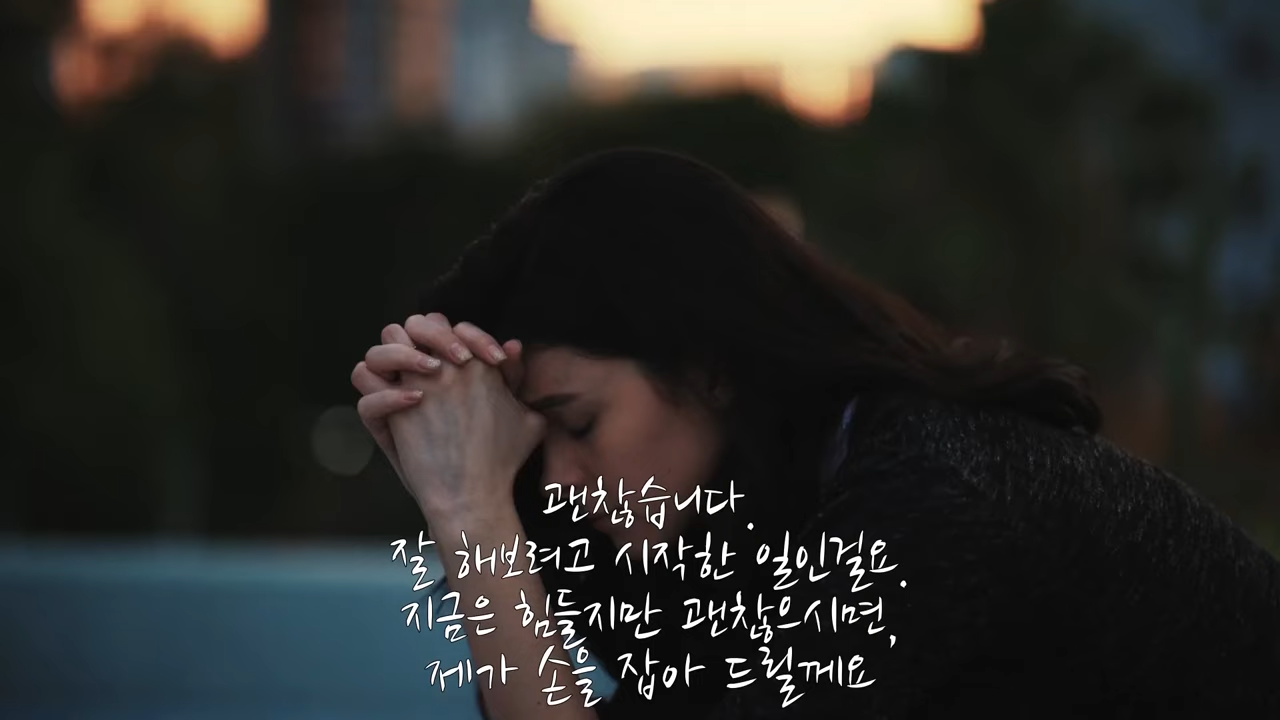 괜찮습니다.
잘 해보려고 시작한 일인걸요.
지금은 힘들지만 괜찮으시면,
제가 손을 잡아 드릴께요